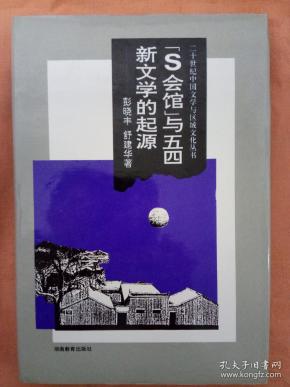 二十世纪中国文学与区域文化丛书
「S会馆」与五四
新文学的起源
彭晓丰 舒建华著
湖南教育出版社
孔夫子旧书网